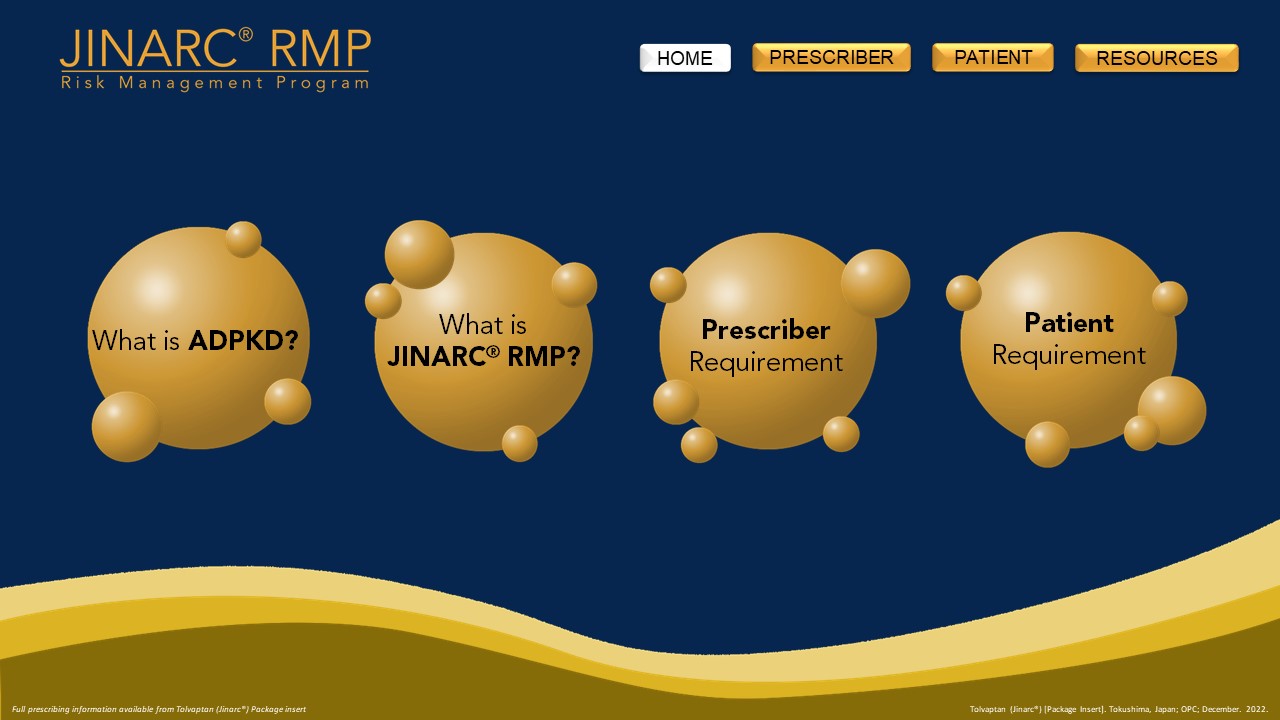 JINARC® RMP
Risk Management Program
HOME
PRESCRIBER
PATIENT
RESOURCES
What is ADPKD?
What is
JINARC® RMP?
Prescriber
Requirement
Patient
Requirement
Full prescribing information available from Tolvaptan (Jinarc®) Package insert
Tolvaptan (Jinarc®) [Package Insert]. Tokushima, Japan; OPC; December. 2022.